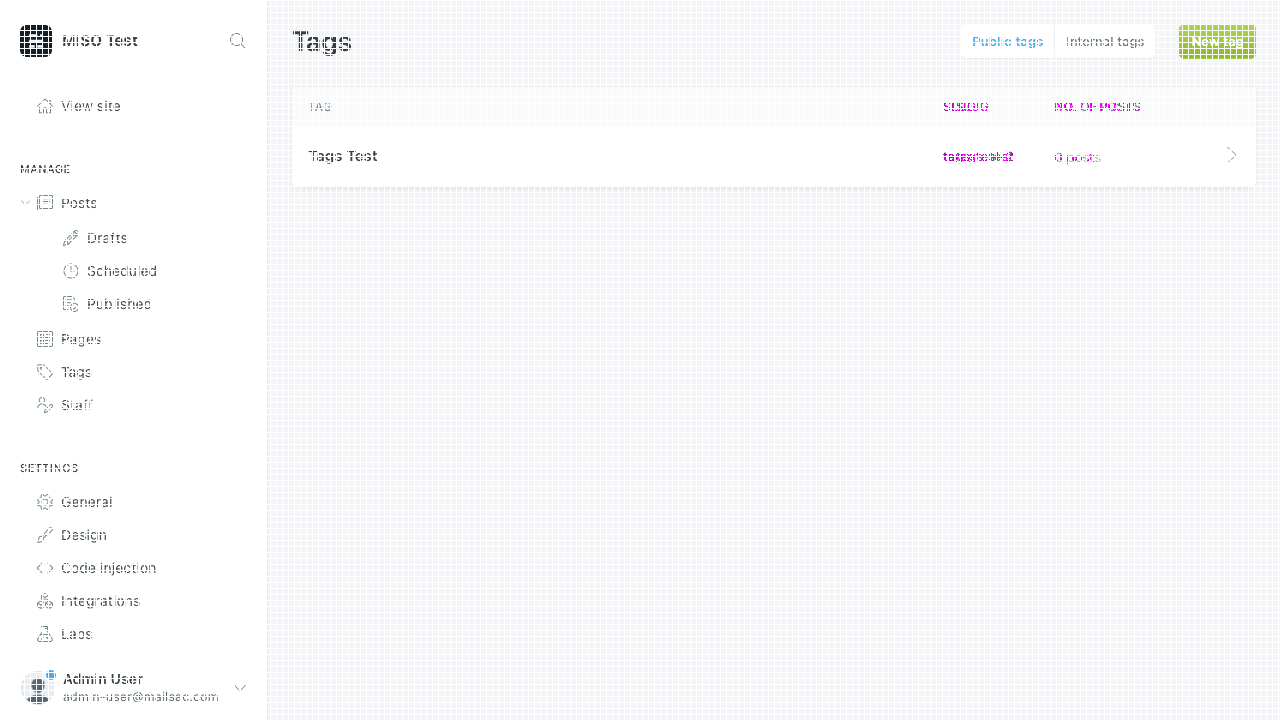 MISO Test
View site
MANAGE
Posts
Drafts
Scheduled
Published
Pages
Tags
Staff
SETTINGS
General
Design
Code injection
Integrations
Labs
Admin User
admin-user@mailsac.com
Tags
Public tags
Internal tags
New tag
TAG
NO. OF POSTS
Tags Test
0 posts